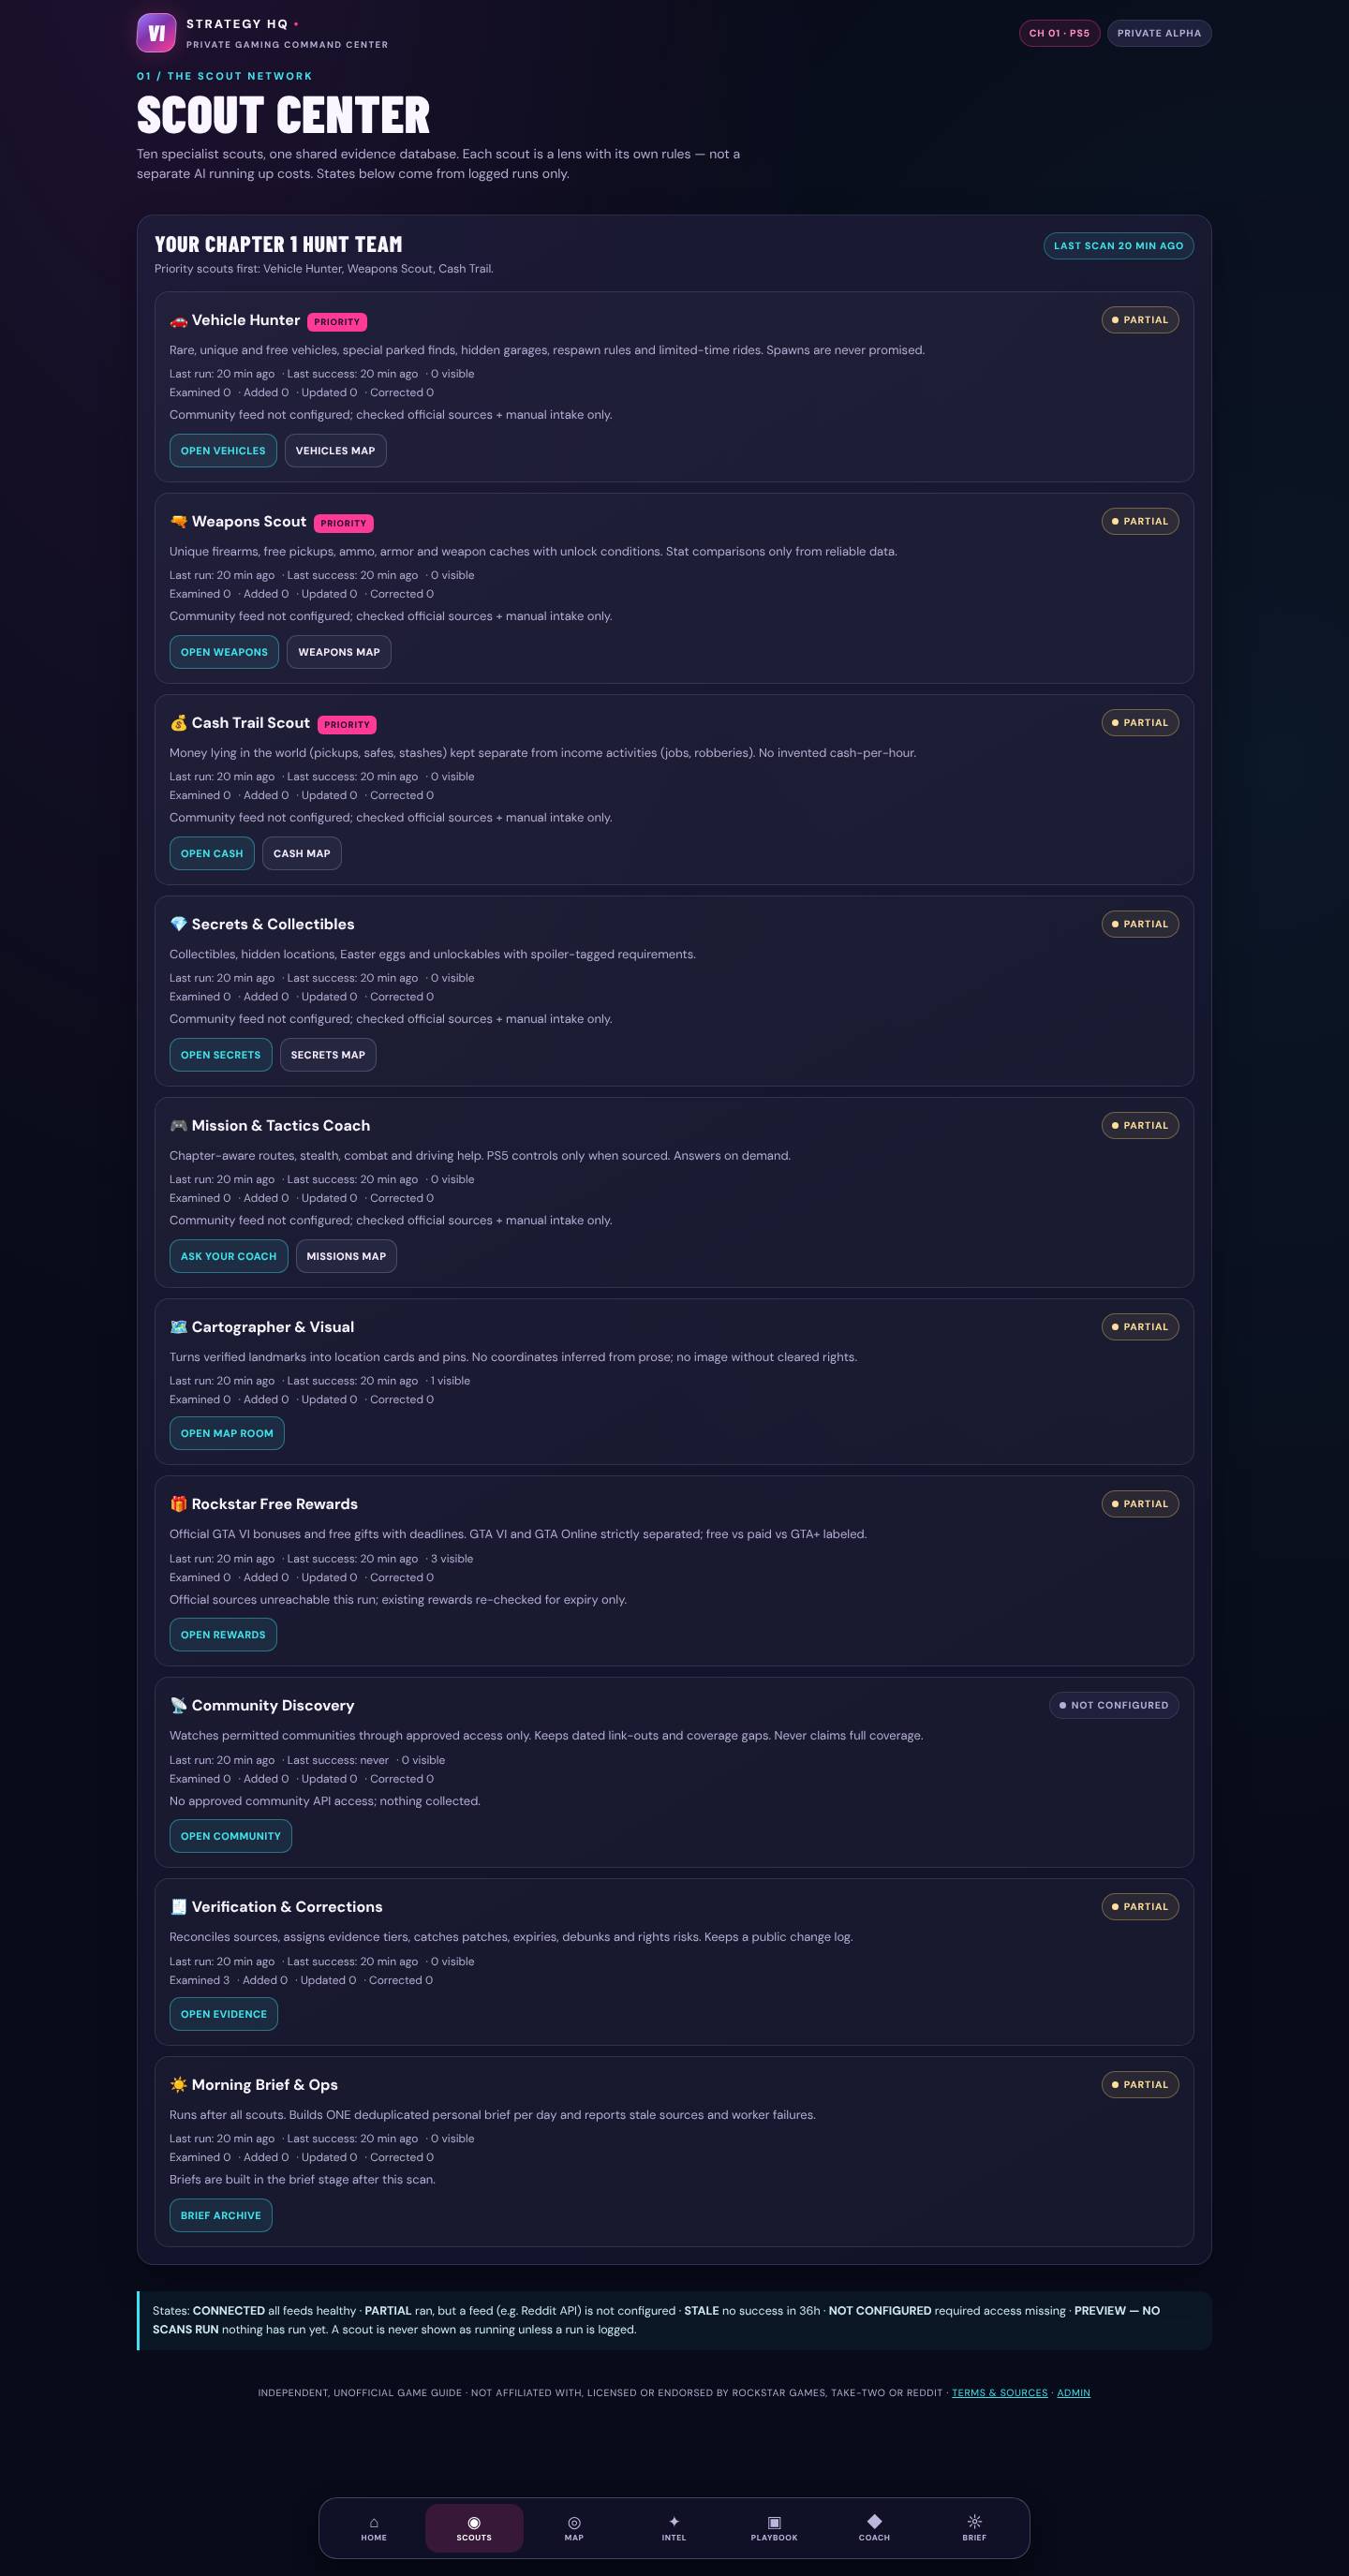 VI
STRATEGY HQ •
PRIVATE GAMING COMMAND CENTER
CH 01 · PS5
PRIVATE ALPHA
01 / THE SCOUT NETWORK
SCOUT CENTER
Ten specialist scouts, one shared evidence database. Each scout is a lens with its own rules — not a
separate AI running up costs. States below come from logged runs only.
YOUR CHAPTER 1 HUNT TEAM
LAST SCAN 20 MIN AGO
Priority scouts first: Vehicle Hunter, Weapons Scout, Cash Trail.
🚗 Vehicle Hunter PRIORITY
PARTIAL
Rare, unique and free vehicles, special parked finds, hidden garages, respawn rules and limited-time rides. Spawns are never promised.
Last run: 20 min ago · Last success: 20 min ago · 0 visible
Examined 0 · Added 0 · Updated 0 · Corrected 0
Community feed not configured; checked official sources + manual intake only.
OPEN VEHICLES
VEHICLES MAP
🔫 Weapons Scout PRIORITY
PARTIAL
Unique firearms, free pickups, ammo, armor and weapon caches with unlock conditions. Stat comparisons only from reliable data.
Last run: 20 min ago · Last success: 20 min ago · 0 visible
Examined 0 · Added 0 · Updated 0 · Corrected 0
Community feed not configured; checked official sources + manual intake only.
OPEN WEAPONS
WEAPONS MAP
💰 Cash Trail Scout PRIORITY
PARTIAL
Money lying in the world (pickups, safes, stashes) kept separate from income activities (jobs, robberies). No invented cash-per-hour.
Last run: 20 min ago · Last success: 20 min ago · 0 visible
Examined 0 · Added 0 · Updated 0 · Corrected 0
Community feed not configured; checked official sources + manual intake only.
OPEN CASH
CASH MAP
💎 Secrets & Collectibles
PARTIAL
Collectibles, hidden locations, Easter eggs and unlockables with spoiler-tagged requirements.
Last run: 20 min ago · Last success: 20 min ago · 0 visible
Examined 0 · Added 0 · Updated 0 · Corrected 0
Community feed not configured; checked official sources + manual intake only.
OPEN SECRETS
SECRETS MAP
🎮 Mission & Tactics Coach
PARTIAL
Chapter-aware routes, stealth, combat and driving help. PS5 controls only when sourced. Answers on demand.
Last run: 20 min ago · Last success: 20 min ago · 0 visible
Examined 0 · Added 0 · Updated 0 · Corrected 0
Community feed not configured; checked official sources + manual intake only.
ASK YOUR COACH
MISSIONS MAP
🗺️ Cartographer & Visual
PARTIAL
Turns verified landmarks into location cards and pins. No coordinates inferred from prose; no image without cleared rights.
Last run: 20 min ago · Last success: 20 min ago · 1 visible
Examined 0 · Added 0 · Updated 0 · Corrected 0
OPEN MAP ROOM
🎁 Rockstar Free Rewards
PARTIAL
Official GTA VI bonuses and free gifts with deadlines. GTA VI and GTA Online strictly separated; free vs paid vs GTA+ labeled.
Last run: 20 min ago · Last success: 20 min ago · 3 visible
Examined 0 · Added 0 · Updated 0 · Corrected 0
Official sources unreachable this run; existing rewards re-checked for expiry only.
OPEN REWARDS
📡 Community Discovery
NOT CONFIGURED
Watches permitted communities through approved access only. Keeps dated link-outs and coverage gaps. Never claims full coverage.
Last run: 20 min ago · Last success: never · 0 visible
Examined 0 · Added 0 · Updated 0 · Corrected 0
No approved community API access; nothing collected.
OPEN COMMUNITY
🧾 Verification & Corrections
PARTIAL
Reconciles sources, assigns evidence tiers, catches patches, expiries, debunks and rights risks. Keeps a public change log.
Last run: 20 min ago · Last success: 20 min ago · 0 visible
Examined 3 · Added 0 · Updated 0 · Corrected 0
OPEN EVIDENCE
☀️ Morning Brief & Ops
PARTIAL
Runs after all scouts. Builds ONE deduplicated personal brief per day and reports stale sources and worker failures.
Last run: 20 min ago · Last success: 20 min ago · 0 visible
Examined 0 · Added 0 · Updated 0 · Corrected 0
Briefs are built in the brief stage after this scan.
BRIEF ARCHIVE
States: CONNECTED all feeds healthy · PARTIAL ran, but a feed (e.g. Reddit API) is not configured · STALE no success in 36h · NOT CONFIGURED required access missing · PREVIEW — NO
SCANS RUN nothing has run yet. A scout is never shown as running unless a run is logged.
INDEPENDENT, UNOFFICIAL GAME GUIDE · NOT AFFILIATED WITH, LICENSED OR ENDORSED BY ROCKSTAR GAMES, TAKE-TWO OR REDDIT · TERMS & SOURCES · ADMIN
HOME
SCOUTS
MAP
INTEL
PLAYBOOK
COACH
BRIEF